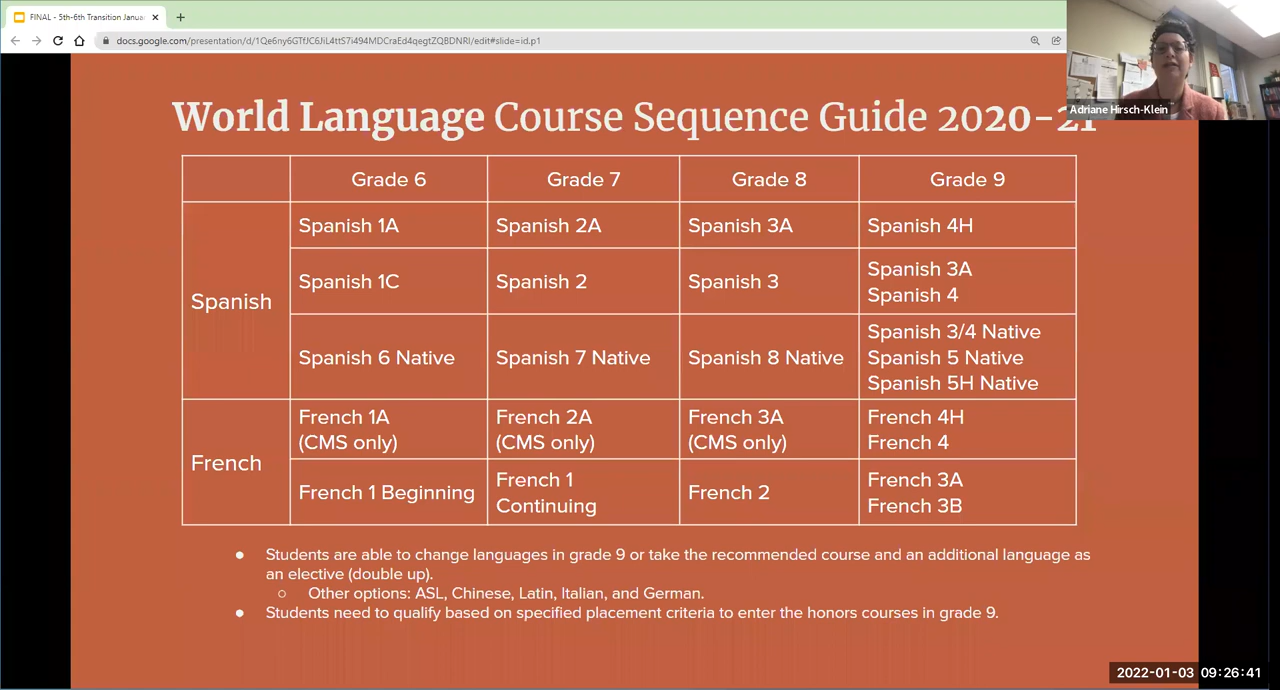 FINAL - 5th-6th Transition Janua
docs.google.com/presentation/d/1Qe6ny6GTfJC6JiL4ttS7i494MDCraEd4qegtZQBDNRI/edit#slide=id.p1
Adriane Hirsch-Klein
World Language Course Sequence Guide 2020-21
Grade 6 Grade 7 Grade 8 Grade 9
Spanish
Spanish 1A Spanish 2A Spanish 3A Spanish 4H
Spanish 1C Spanish 2 Spanish 3 Spanish 3A
Spanish 4
Spanish 6 Native Spanish 7 Native Spanish 8 Native Spanish 3/4 Native
Spanish 5 Native
Spanish 5H Native
French
French 1A French 2A French 3A French 4H
(CMS only) (CMS only) (CMS only) French 4
French 1 Beginning French 1 French 2 French 3A
Continuing French 3B
● Students are able to change languages in grade 9 or take the recommended course and an additional language as
an elective (double up).
○ Other options: ASL, Chinese, Latin, Italian, and German.
● Students need to qualify based on specified placement criteria to enter the honors courses in grade 9.
2022-01-03 09:26:41